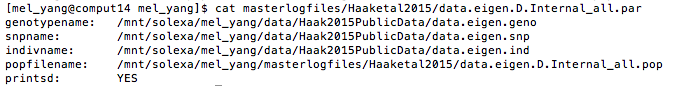 [mel_yang@comput14 mel_yang]$ cat masterlogfiles/Haaketal2015/data.eigen.D.Internal_all.par
genotypename:   /mnt/solexa/mel_yang/data/Haak2015PublicData/data.eigen.geno
snpname:        /mnt/solexa/mel_yang/data/Haak2015PublicData/data.eigen.snp
indivname:      /mnt/solexa/mel_yang/data/Haak2015PublicData/data.eigen.ind
popfilename:    /mnt/solexa/mel_yang/masterlogfiles/Haaketal2015/data.eigen.D.Internal_all.pop
printsd:        YES